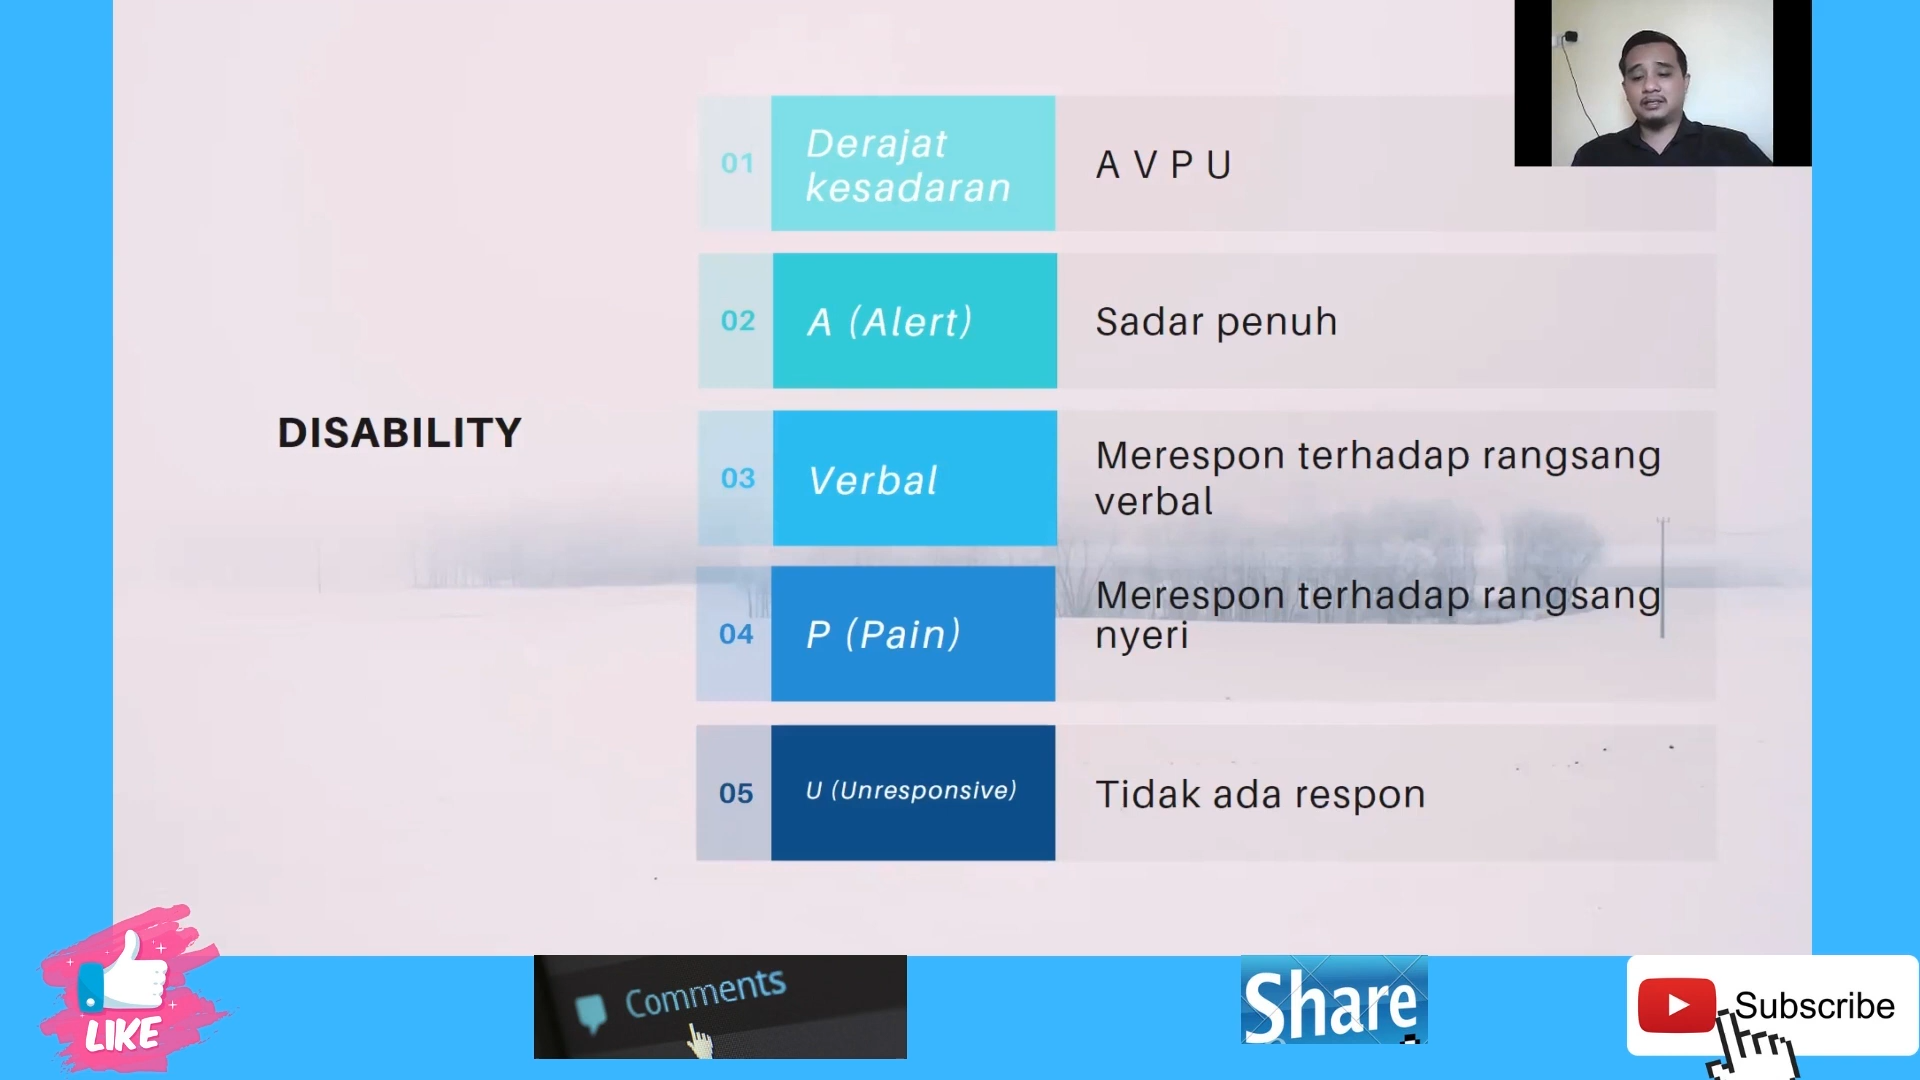 DISABILITY
01
Derajat
kesadaran
A V P U
02
A (Alert)
Sadar penuh
03
Verbal
Merespon terhadap rangsang
verbal
04
P (Pain)
Merespon terhadap rangsang
nyeri
05
U (Unresponsive)
Tidak ada respon
LIKE
Comments
Share
Subscribe